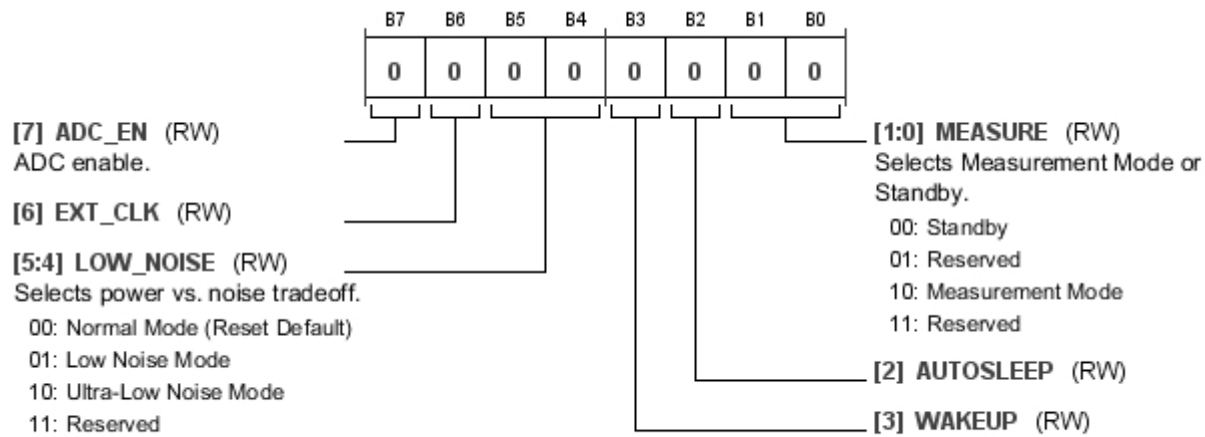 B7 B6 B5 B4 B3 B2 B1 B0
0 0 0 0 0 0 0 0
[7] ADC_EN (RW)
ADC enable.
[6] EXT_CLK (RW)
[5:4] LOW_NOISE (RW)
Selects power vs. noise tradeoff.
00: Normal Mode (Reset Default)
01: Low Noise Mode
10: Ultra-Low Noise Mode
11: Reserved
[1:0] MEASURE (RW)
Selects Measurement Mode or
Standby.
00: Standby
01: Reserved
10: Measurement Mode
11: Reserved
[2] AUTOSLEEP (RW)
[3] WAKEUP (RW)